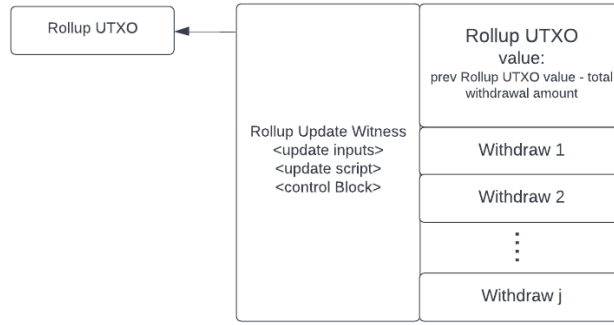 Rollup UTXO
Rollup Update Witness
<update inputs>
<update script>
<control Block>
Rollup UTXO
value:
prev Rollup UTXO value - total
withdrawal amount
Withdraw 1
Withdraw 2
Withdraw j